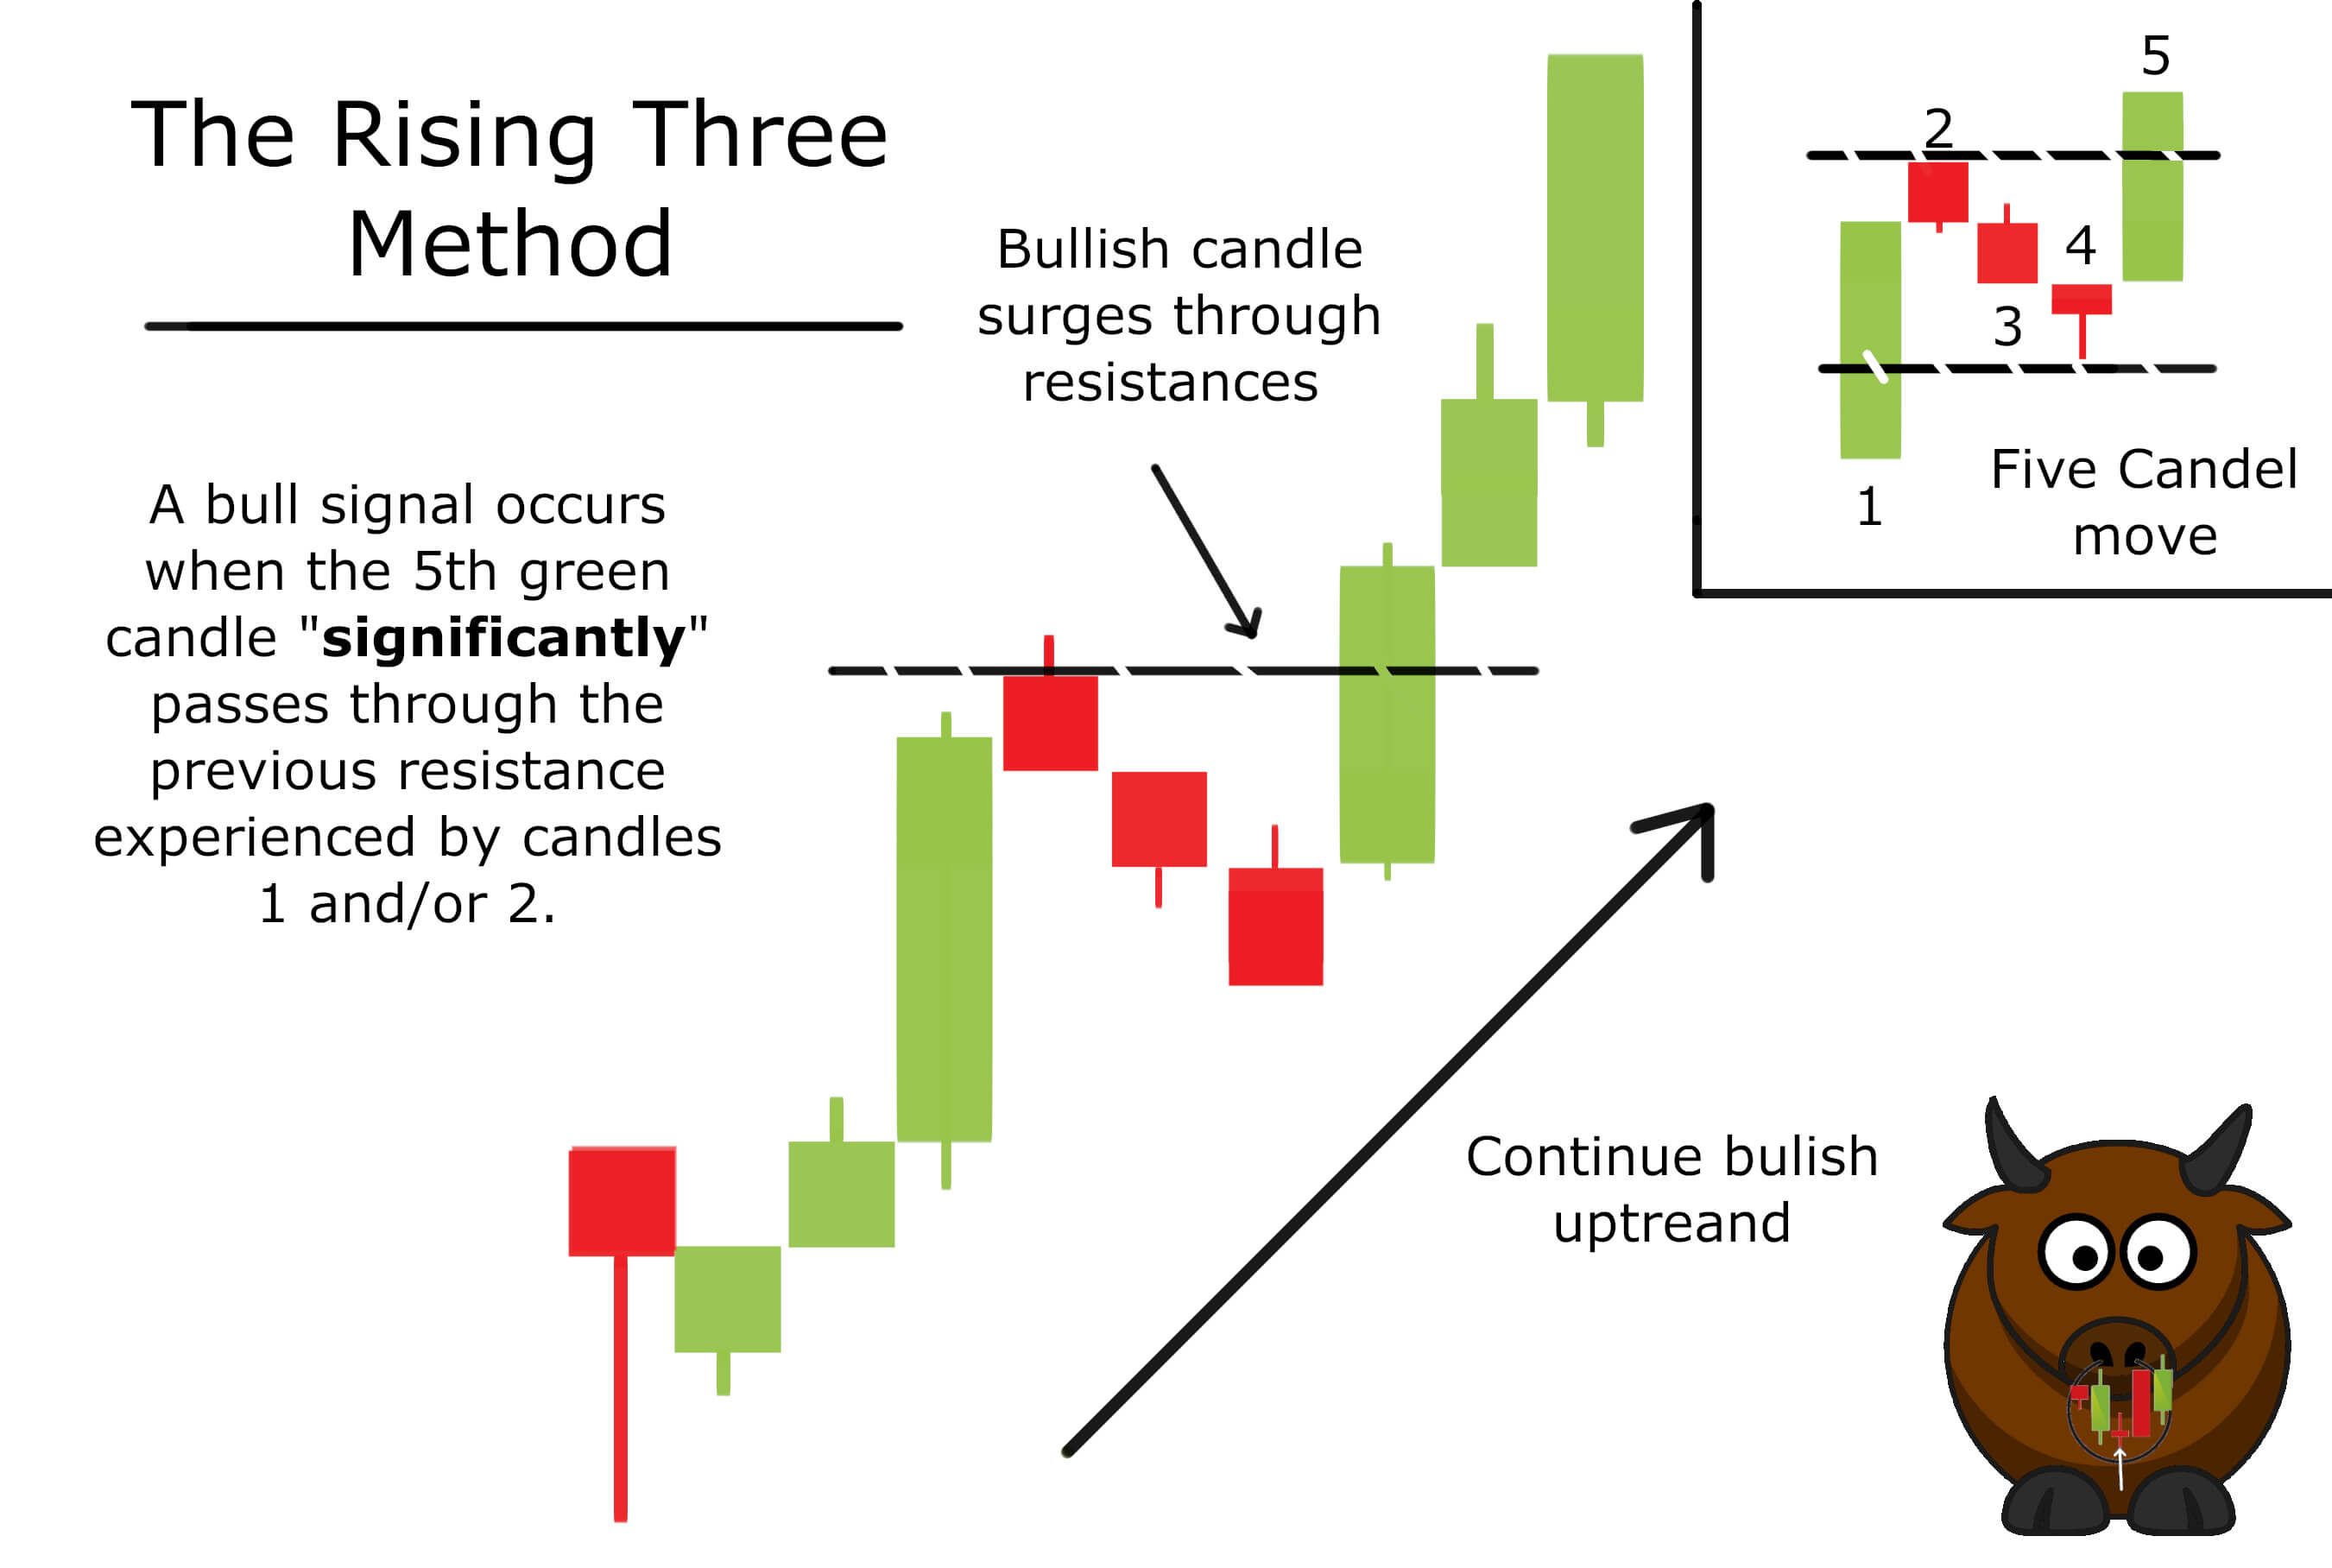 The Rising Three
Method
A bull signal occurs
when the 5th green
candle "significantly"
passes through the
previous resistance
experienced by candles
1 and/or 2.
Bullish candle
surges through
resistances
5
2
4
3
1
Five Candel
move
Continue bulish
uptreand